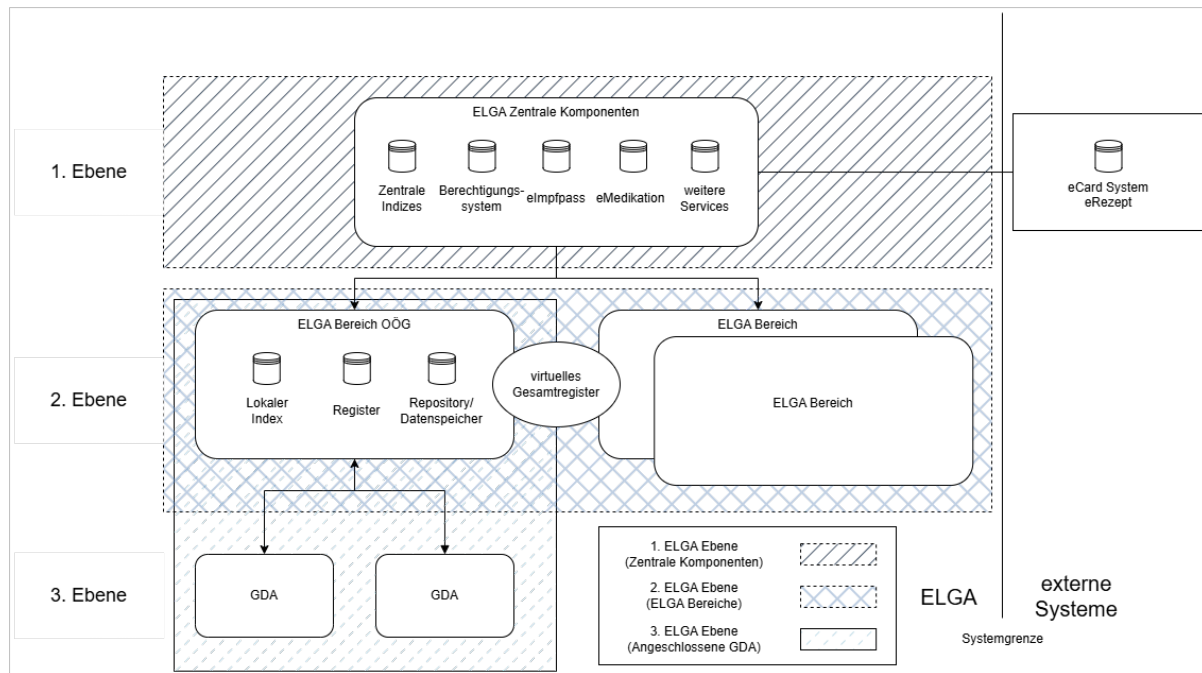 ELGA Zentrale Komponenten
1. Ebene
Zentrale
Indizes
Berechtigungs-
system
eImpfpass
eMedikation
weitere
Services
eCard System
eRezept
ELGA Bereich OÖG
ELGA Bereich
2. Ebene
Lokaler
Index
Register
Repository/
Datenspeicher
virtuelles
Gesamtregister
ELGA Bereich
3. Ebene
GDA
GDA
1. ELGA Ebene
(Zentrale Komponenten)
2. ELGA Ebene
(ELGA Bereiche)
3. ELGA Ebene
(Angeschlossene GDA)
ELGA
externe
Systeme
Systemgrenze